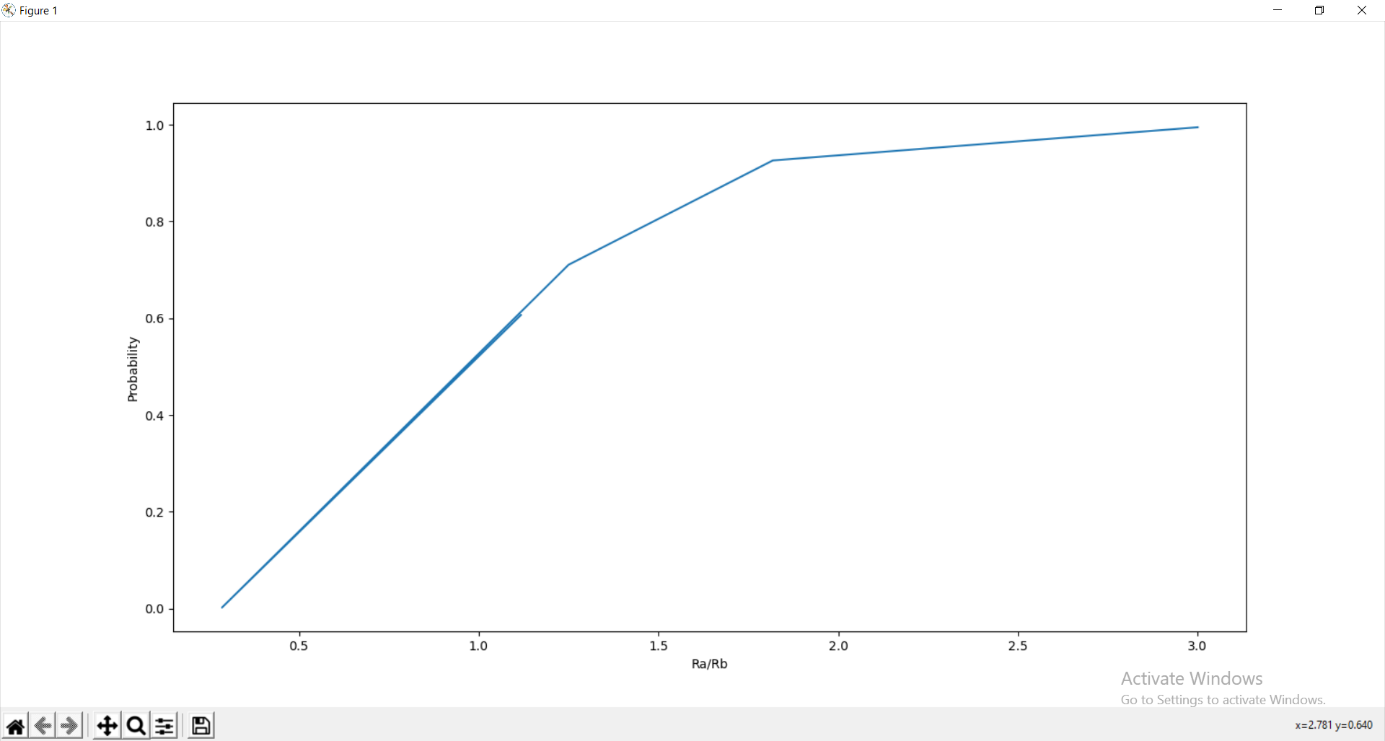 Figure 1
1.0
0.8
0.6
0.4
0.2
0.0
Probability
0.5 1.0 1.5 2.0 2.5 3.0
Ra/Rb
Activate Windows
Go to Settings to activate Windows.
x=2.781 y=0.640